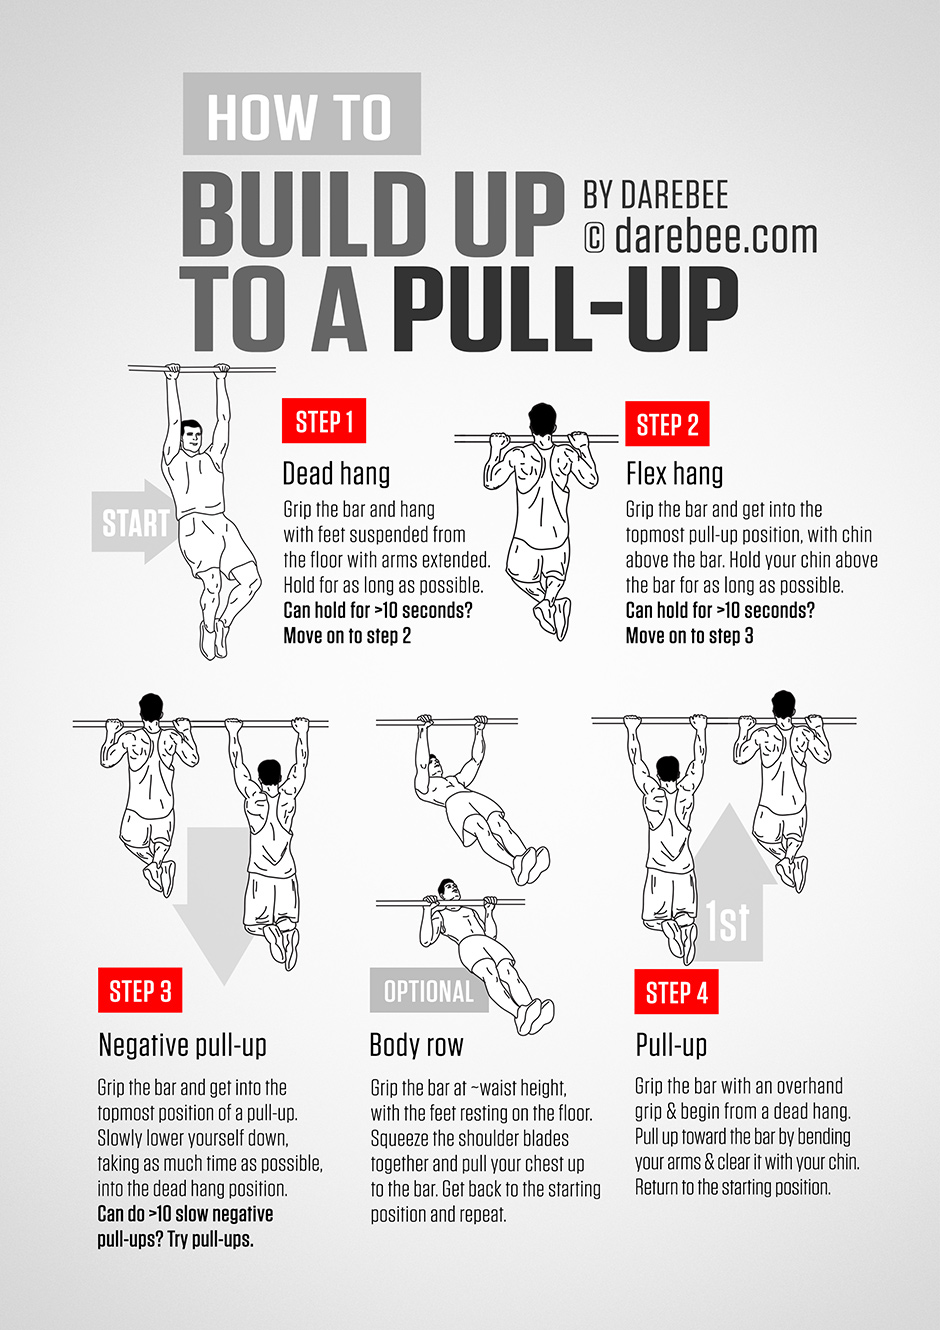 HOW TO
BUILD UP
TO A PULL-UP
BY DAREBEE
© darebee.com
START
STEP 1
Dead hang
Grip the bar and hang
with feet suspended from
the floor with arms extended.
Hold for as long as possible.
Can hold for >10 seconds?
Move on to step 2
STEP 2
Flex hang
Grip the bar and get into the
topmost pull-up position, with chin
above the bar. Hold your chin above
the bar for as long as possible.
Can hold for >10 seconds?
Move on to step 3
STEP 3
Negative pull-up
Grip the bar and get into the
topmost position of a pull-up.
Slowly lower yourself down,
taking as much time as possible,
into the dead hang position.
Can do >10 slow negative
pull-ups? Try pull-ups.
OPTIONAL
Body row
Grip the bar at ~waist height,
with the feet resting on the floor.
Squeeze the shoulder blades
together and pull your chest up
to the bar. Get back to the starting
position and repeat.
1st
STEP 4
Pull-up
Grip the bar with an overhand
grip & begin from a dead hang.
Pull up toward the bar by bending
your arms & clear it with your chin.
Return to the starting position.